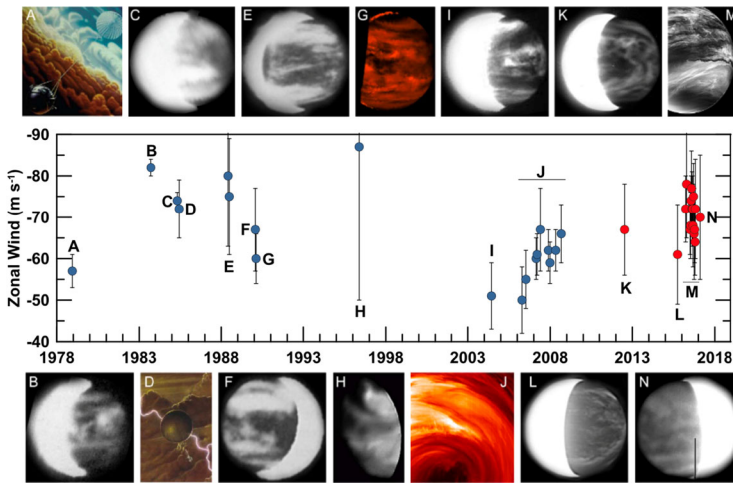 A
C
E
G
I
K
M
-90
-80
-70
-60
-50
-40
Zonal Wind (m s⁻¹)
A
B
C
D
E
F
G
H
I
J
K
L
M
N
1978
1983
1988
1993
1998
2003
2008
2013
2018
B
D
F
H
J
L
N